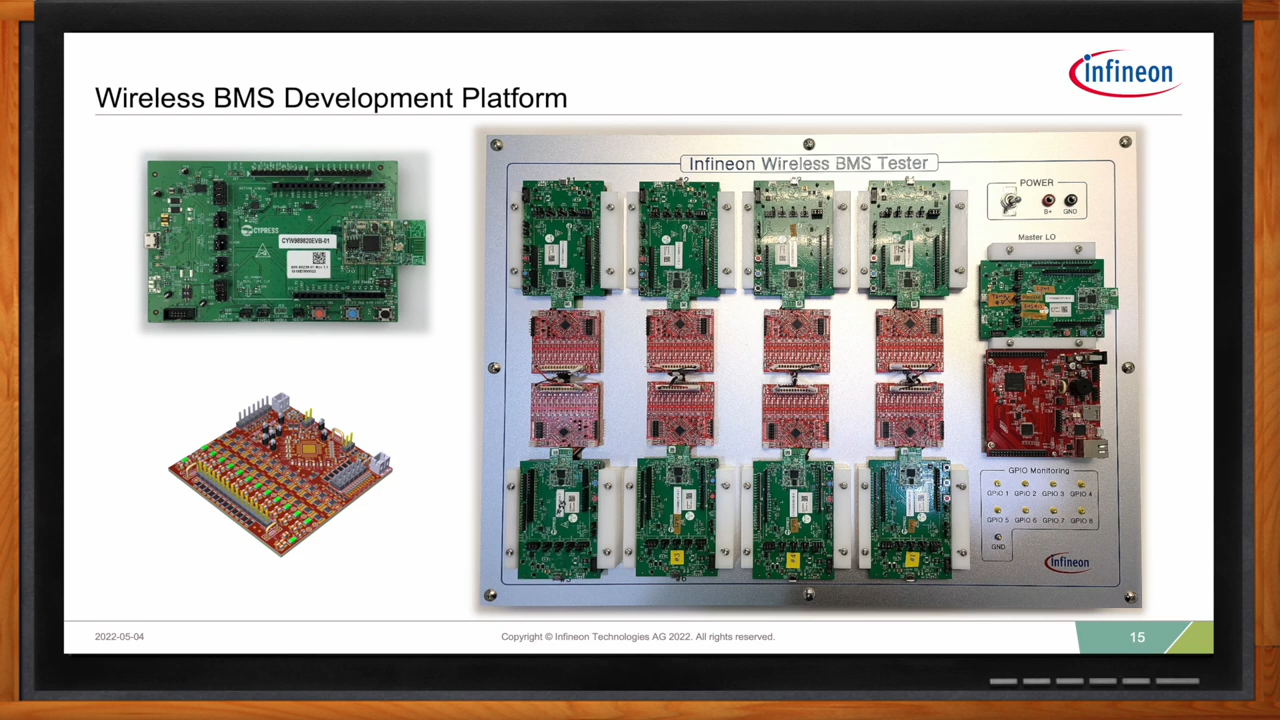 infineon
Wireless BMS Development Platform
CYPRESS
CYW989820EVB-01
Infineon Wireless BMS Tester
POWER
B+
GND
Master LO
GPIO Monitoring
GPIO 1 GPIO 2 GPIO 3 GPIO 4
GPIO 5 GPIO 6 GPIO 7 GPIO 8
GND
infineon
2022-05-04
Copyright © Infineon Technologies AG 2022. All rights reserved.
15